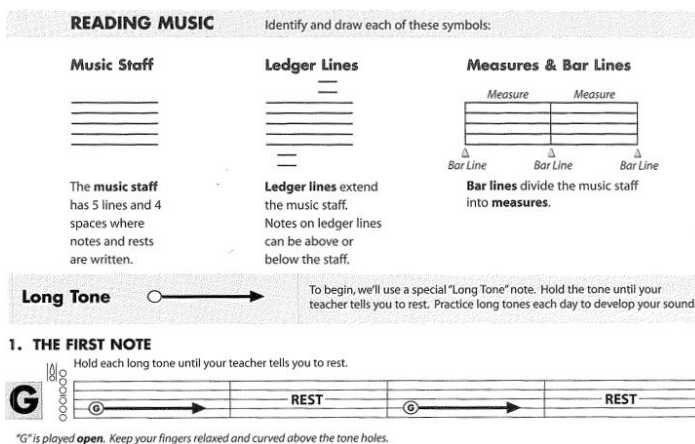 READING MUSIC
Identify and draw each of these symbols:
Music Staff
Ledger Lines
Measures & Bar Lines
Measure Measure
Bar Line Bar Line Bar Line
The music staff
has 5 lines and 4
spaces where
notes and rests
are written.
Ledger lines extend
the music staff.
Notes on ledger lines
can be above or
below the staff.
Bar lines divide the music staff
into measures.
Long Tone
To begin, we'll use a special "Long Tone" note. Hold the tone until your
teacher tells you to rest. Practice long tones each day to develop your sound
1. THE FIRST NOTE
Hold each long tone until your teacher tells you to rest.
G G REST G REST
"G" is played open. Keep your fingers relaxed and curved above the tone holes.